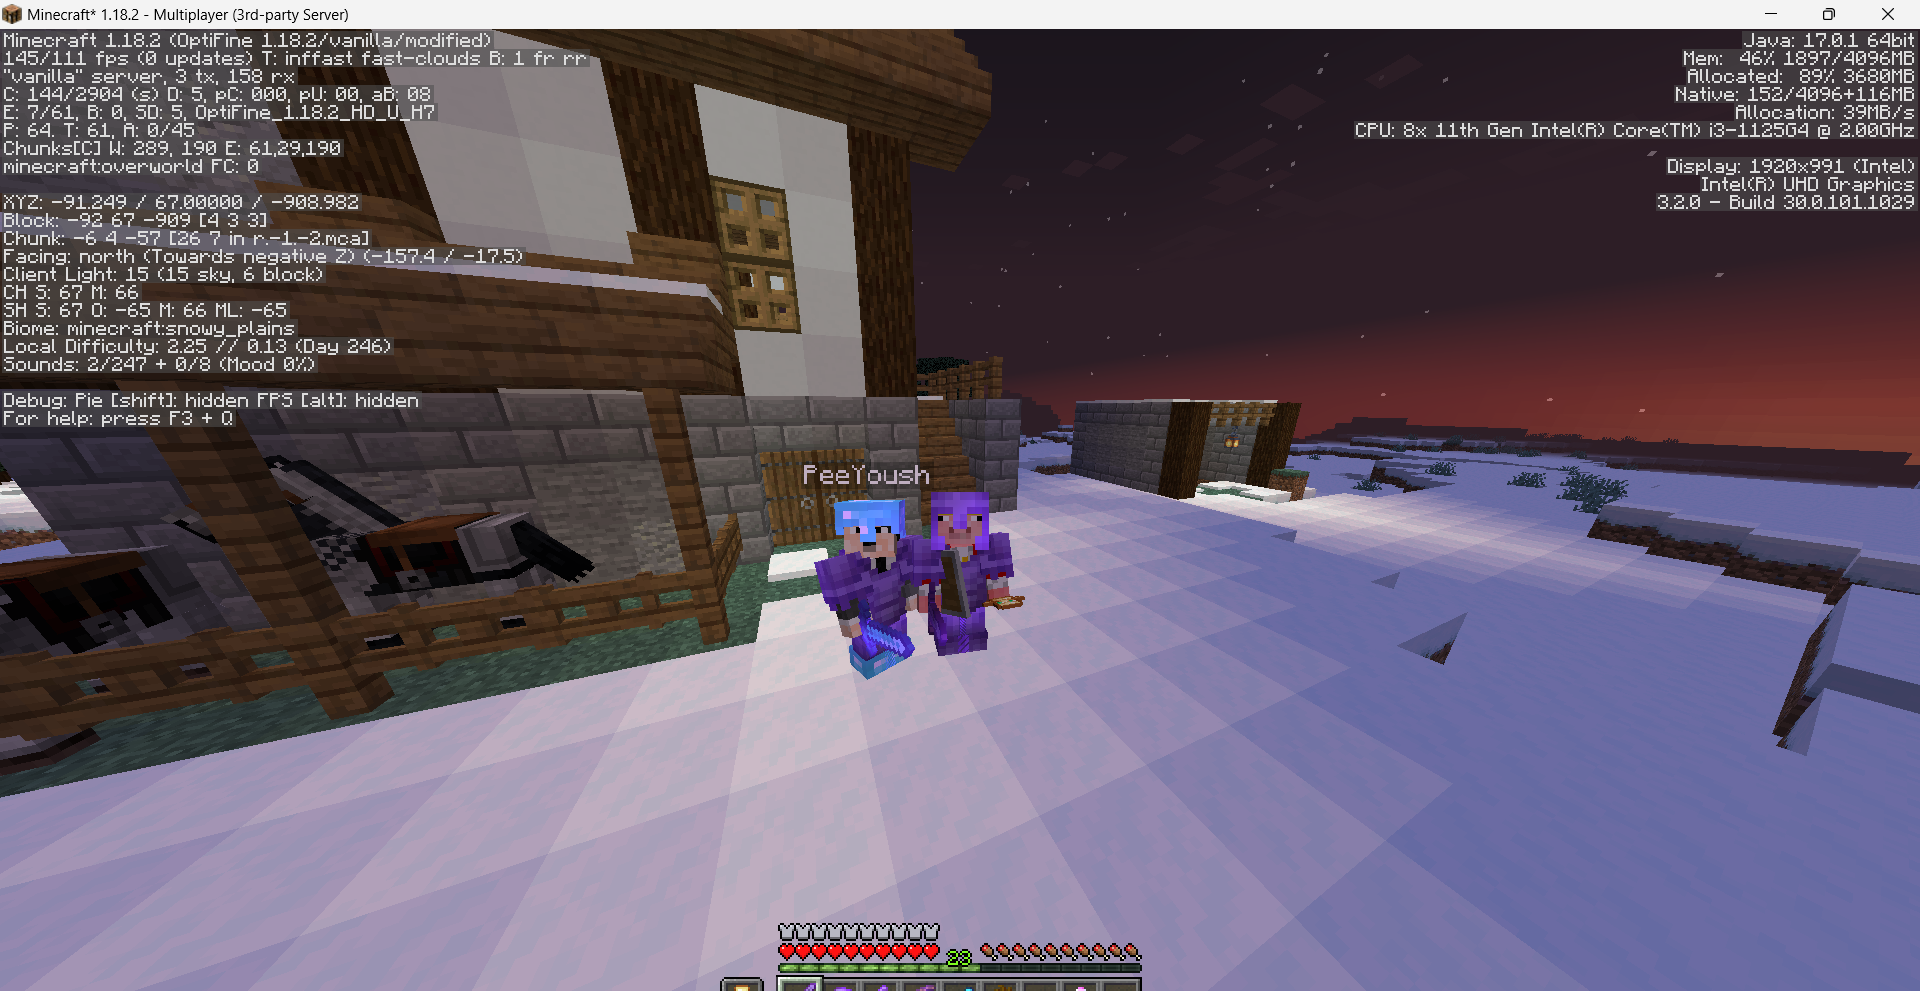 Minecraft* 1.18.2 - Multiplayer (3rd-party Server)
Minecraft 1.18.2 (OptiFine 1.18.2/vanilla/modified)
145/111 fps (0 updates) T: inffast fast-clouds B: 1 fr rr
"vanilla" server, 3 tx, 158 rx
C: 144/2904 (s) D: 5, pC: 000, pU: 00, aB: 08
E: 7/61, B: 0, SD: 5, OptiFine_1.18.2_HD_U_H7
P: 64. T: 61, A: 0/45
Chunks[C] W: 289, 190 E: 61,29,190
minecraft:overworld FC: 0
XYZ: -91.249 / 67.00000 / -908.982
Block: -92 67 -909 [4 3 3]
Chunk: -6 4 -57 [26 7 in r.-1.-2.mca]
Facing: north (Towards negative Z) (-157.4 / -17.5)
Client Light: 15 (15 sky, 6 block)
CH S: 67 M: 66
SH S: 67 O: -65 M: 66 ML: -65
Biome: minecraft:snowy_plains
Local Difficulty: 2.25 // 0.13 (Day 246)
Sounds: 2/247 + 0/8 (Mood 0%)
Debug: Pie [shift]: hidden FPS [alt]: hidden
For help: press F3 + Q
Java: 17.0.1 64bit
Mem: 46% 1897/4096MB
Allocated: 89% 3680MB
Native: 152/4096+116MB
Allocation: 39MB/s
CPU: 8x 11th Gen Intel(R) Core(TM) i3-1125G4 @ 2.00GHz
Display: 1920x991 (Intel)
Intel(R) UHD Graphics
3.2.0 - Build 30.0.101.1029
PeeYoush
28